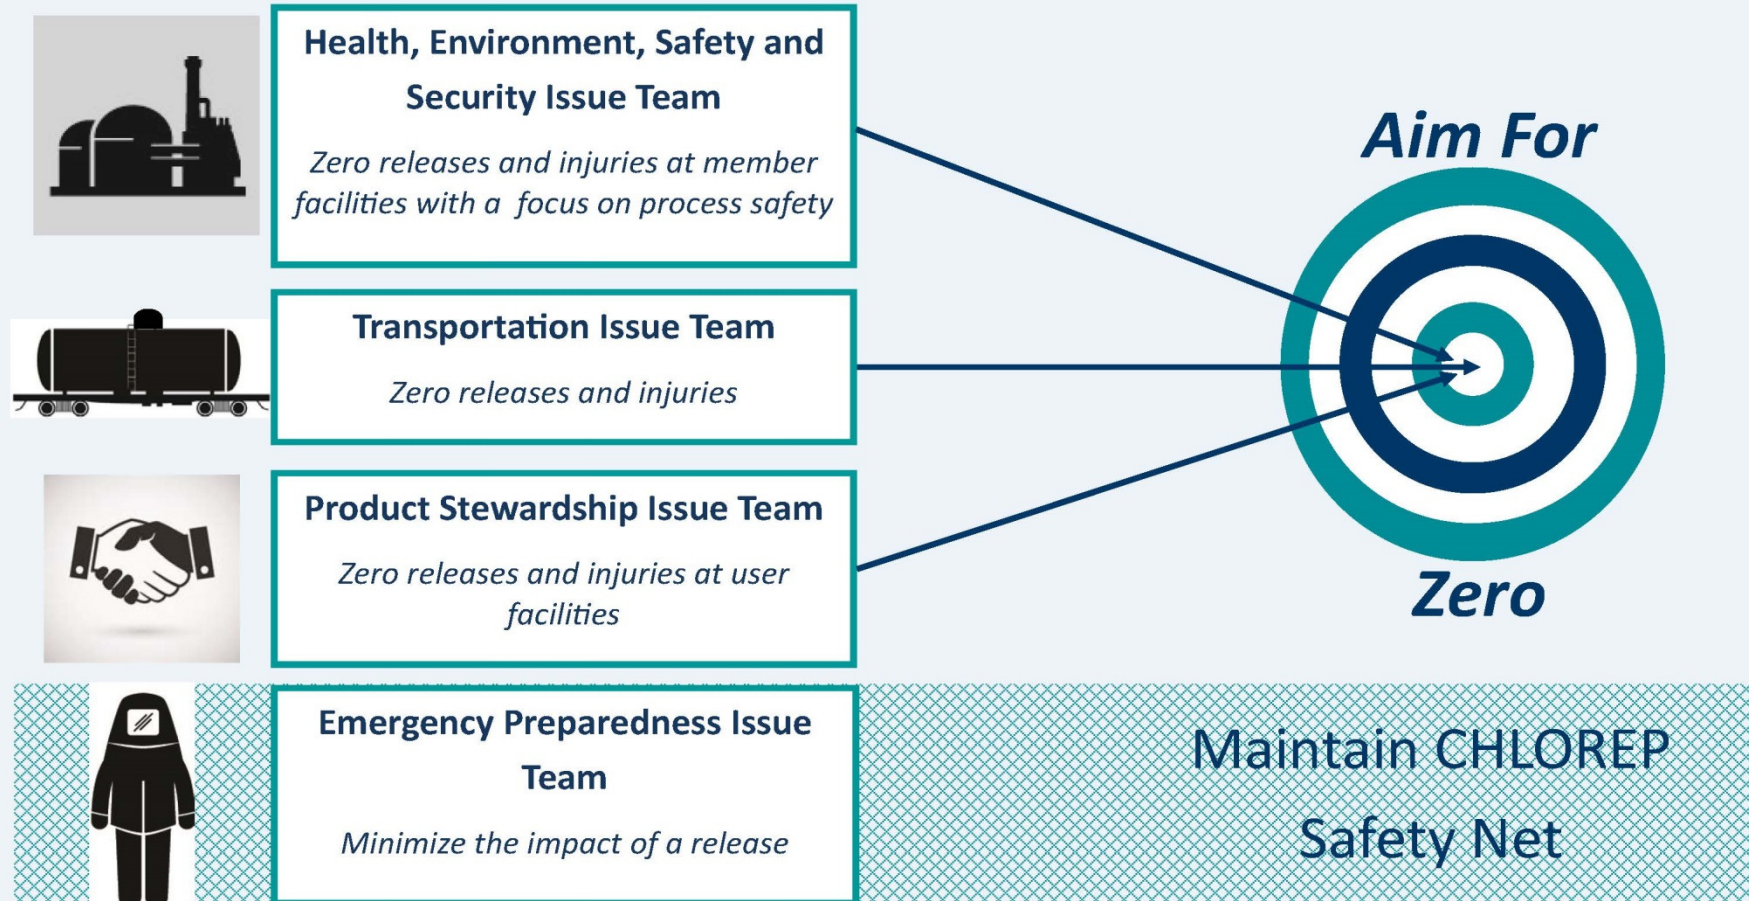 Health, Environment, Safety and
Security Issue Team
Zero releases and injuries at member
facilities with a focus on process safety
Transportation Issue Team
Zero releases and injuries
Product Stewardship Issue Team
Zero releases and injuries at user
facilities
Emergency Preparedness Issue
Team
Minimize the impact of a release
Aim For
Zero
Maintain CHLOREP
Safety Net